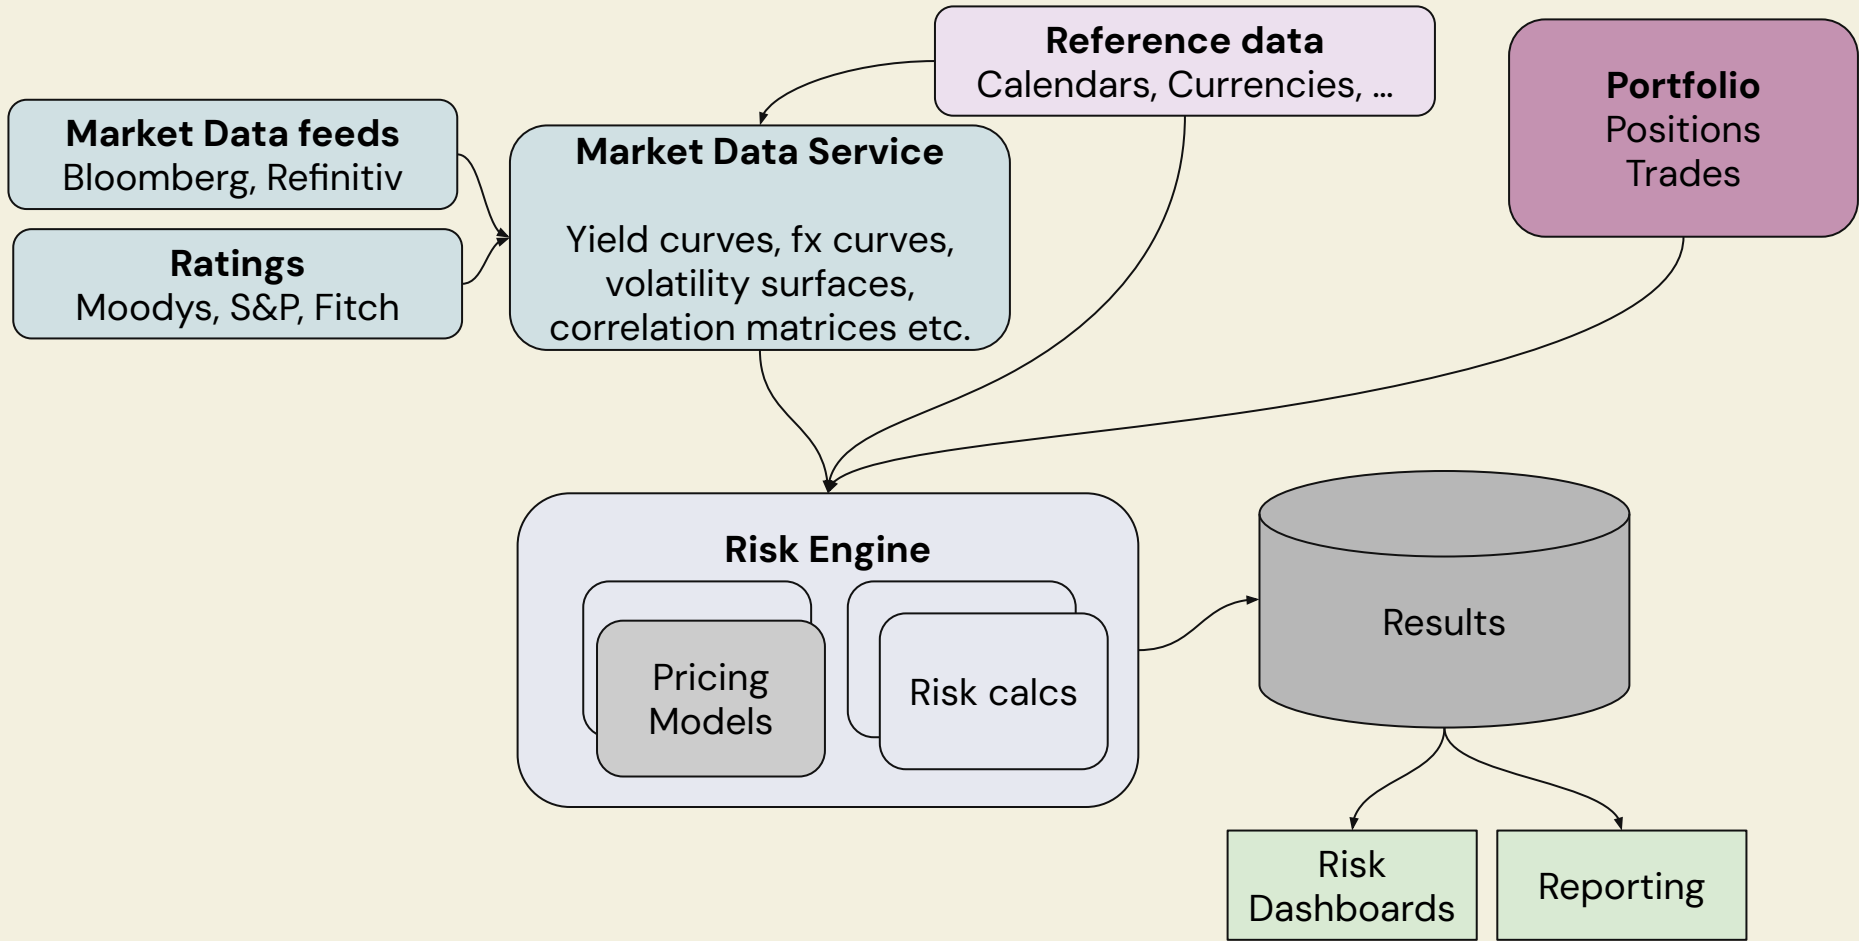 Reference data
Calendars, Currencies, ...
Portfolio
Positions
Trades
Market Data feeds
Bloomberg, Refinitiv
Ratings
Moodys, S&P, Fitch
Market Data Service
Yield curves, fx curves,
volatility surfaces,
correlation matrices etc.
Risk Engine
Pricing
Models
Risk calcs
Results
Risk
Dashboards
Reporting